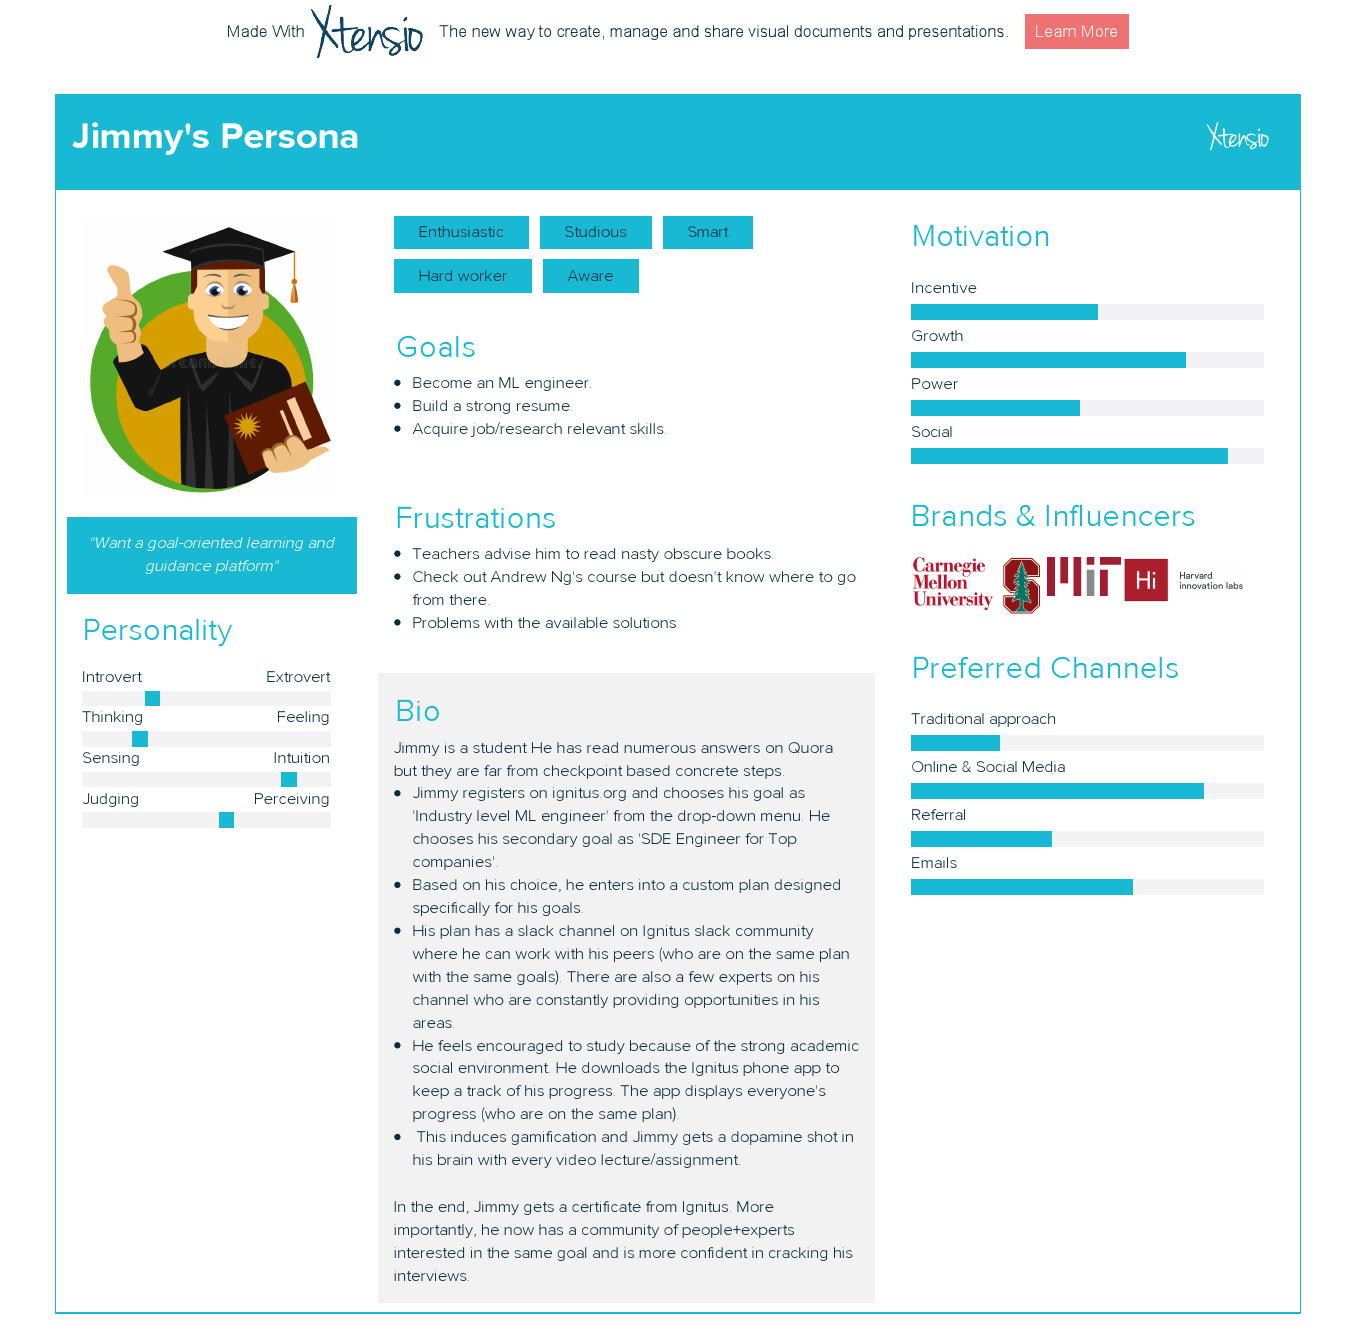 Made With Xtensio The new way to create, manage and share visual documents and presentations. Learn More
Jimmy's Persona
Xtensio
"Want a goal-oriented learning and
guidance platform"
Personality
Introvert Extrovert
Thinking Feeling
Sensing Intuition
Judging Perceiving
Enthusiastic Studious Smart
Hard worker Aware
Goals
• Become an ML engineer.
• Build a strong resume.
• Acquire job/research relevant skills.
Frustrations
• Teachers advise him to read nasty obscure books.
• Check out Andrew Ng's course but doesn't know where to go
from there.
• Problems with the available solutions.
Bio
Jimmy is a student He has read numerous answers on Quora
but they are far from checkpoint based concrete steps.
• Jimmy registers on ignitus.org and chooses his goal as
'Industry level ML engineer' from the drop-down menu. He
chooses his secondary goal as 'SDE Engineer for Top
companies'.
• Based on his choice, he enters into a custom plan designed
specifically for his goals.
• His plan has a slack channel on Ignitus slack community
where he can work with his peers (who are on the same plan
with the same goals). There are also a few experts on his
channel who are constantly providing opportunities in his
areas.
• He feels encouraged to study because of the strong academic
social environment. He downloads the Ignitus phone app to
keep a track of his progress. The app displays everyone's
progress (who are on the same plan).
• This induces gamification and Jimmy gets a dopamine shot in
his brain with every video lecture/assignment.
In the end, Jimmy gets a certificate from Ignitus. More
importantly, he now has a community of people+experts
interested in the same goal and is more confident in cracking his
interviews.
Motivation
Incentive
Growth
Power
Social
Brands & Influencers
Carnegie
Mellon
University
S
MIT
Hi
Harvard
innovation labs
Preferred Channels
Traditional approach
Online & Social Media
Referral
Emails